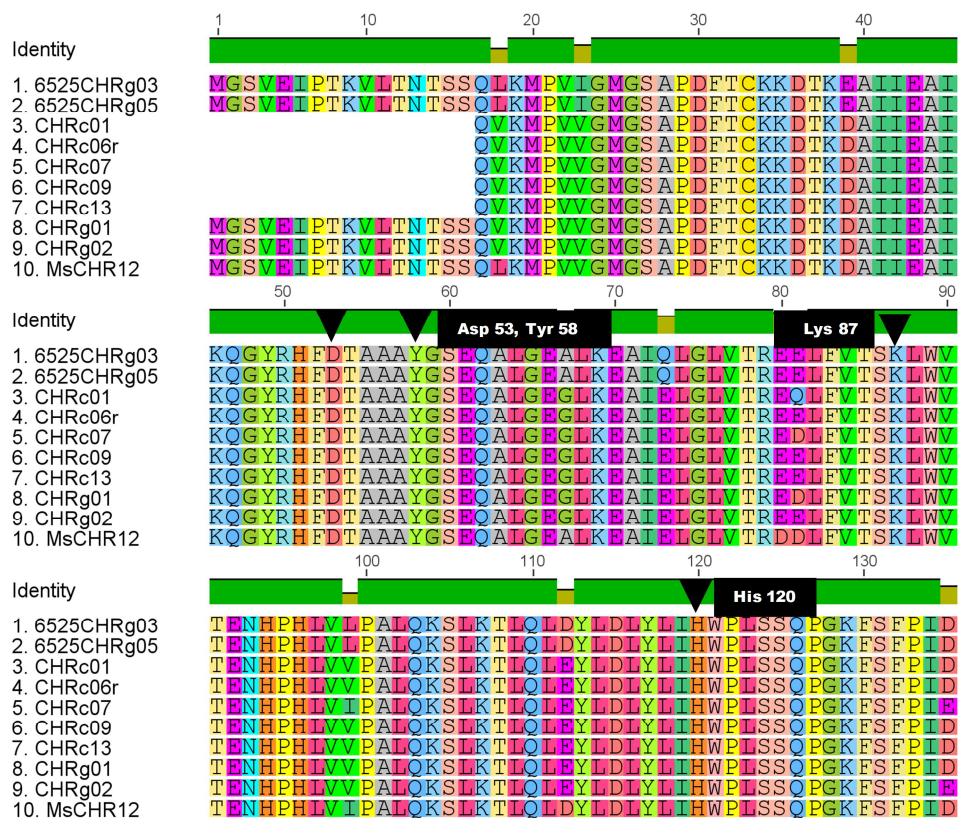 1 10 20 30 40
Identity
1. 6525CHRg03 MGSVEIPTKVLTNTSSQLKMPVIGMGSAPDFTCKKDTKEAIIEAI
2. 6525CHRg05 MGSVEIPTKVLTNTSSQLKMPVIGMGSAPDFTCKKDTKEAIIEAI
3. CHRc01 QVKMPVVGMGSAPDFTCKKDTKDAIIEAI
4. CHRc06r QVKMPVVGMGSAPDFTCKKDTKDAIIEAI
5. CHRc07 QVKMPVVGMGSAPDFTCKKDTKDAIIEAI
6. CHRc09 QVKMPVVGMGSAPDFTCKKDTKDAIIEAI
7. CHRc13 QVKMPVVGMGSAPDFTCKKDTKDAIIEAI
8. CHRg01 MGSVEIPTKVLTNTSSQVKMPVVGMGSAPDFTCKKDTKDAIIEAI
9. CHRg02 MGSVEIPTKVLTNTSSQVKMPVVGMGSAPDFTCKKDTKDAIIEAI
10. MsCHR12 MGSVEIPTKVLTNTSSQLKMPVVGMGSAPDFTCKKDTKDAIIEAI
50 60 70 80 90
Identity Asp 53, Tyr 58 Lys 87
1. 6525CHRg03 KQGYRHFDTAAAYGSEQALGEALKEAIQLGLVTREELFVTSKLWV
2. 6525CHRg05 KQGYRHFDTAAAYGSEQALGEALKEAIQLGLVTREELFVTSKLWV
3. CHRc01 KQGYRHFDTAAAYGSEQALGEGLKEAIELGLVTREQLFVTSKLWV
4. CHRc06r KQGYRHFDTAAAYGSEQALGEGLKEAIELGLVTREELFVTSKLWV
5. CHRc07 KQGYRHFDTAAAYGSEQALGEGLKEAIELGLVTREDLFVTSKLWV
6. CHRc09 KQGYRHFDTAAAYGSEQALGEGLKEAIELGLVTREELFVTSKLWV
7. CHRc13 KQGYRHFDTAAAYGSEQALGEGLKEAIELGLVTREELFVTSKLWV
8. CHRg01 KQGYRHFDTAAAYGSEQALGEGLKEAIELGLVTREDLFVTSKLWV
9. CHRg02 KQGYRHFDTAAAYGSEQALGEGLKEAIELGLVTREELFVTSKLWV
10. MsCHR12 KQGYRHFDTAAAYGSEQALGEALKEAIELGLVTRDDLFVTSKLWV
100 110 120 130
Identity His 120
1. 6525CHRg03 TENHPHLVLPALQKSLKTLQLDYLDLYLIHWPLSSQPGKFSFPID
2. 6525CHRg05 TENHPHLVLPALQKSLKTLQLDYLDLYLIHWPLSSQPGKFSFPID
3. CHRc01 TENHPHLVVPALQKSLKTLQLEYLDLYLIHWPLSSQPGKFSFPID
4. CHRc06r TENHPHLVVPALQKSLKTLQLEYLDLYLIHWPLSSQPGKFSFPID
5. CHRc07 TENHPHLVIPALQKSLKTLQLEYLDLYLIHWPLSSQPGKFSFPIE
6. CHRc09 TENHPHLVVPALQKSLKTLQLEYLDLYLIHWPLSSQPGKFSFPID
7. CHRc13 TENHPHLVVPALQKSLKTLQLEYLDLYLIHWPLSSQPGKFSFPID
8. CHRg01 TENHPHLVVPALQKSLKTLQLEYLDLYLIHWPLSSQPGKFSFPID
9. CHRg02 TENHPHLVVPALQKSLKTLQLEYLDLYLIHWPLSSQPGKFSFPIE
10. MsCHR12 TENHPHLVIPALQKSLKTLQLDYLDLYLIHWPLSSQPGKFSFPID